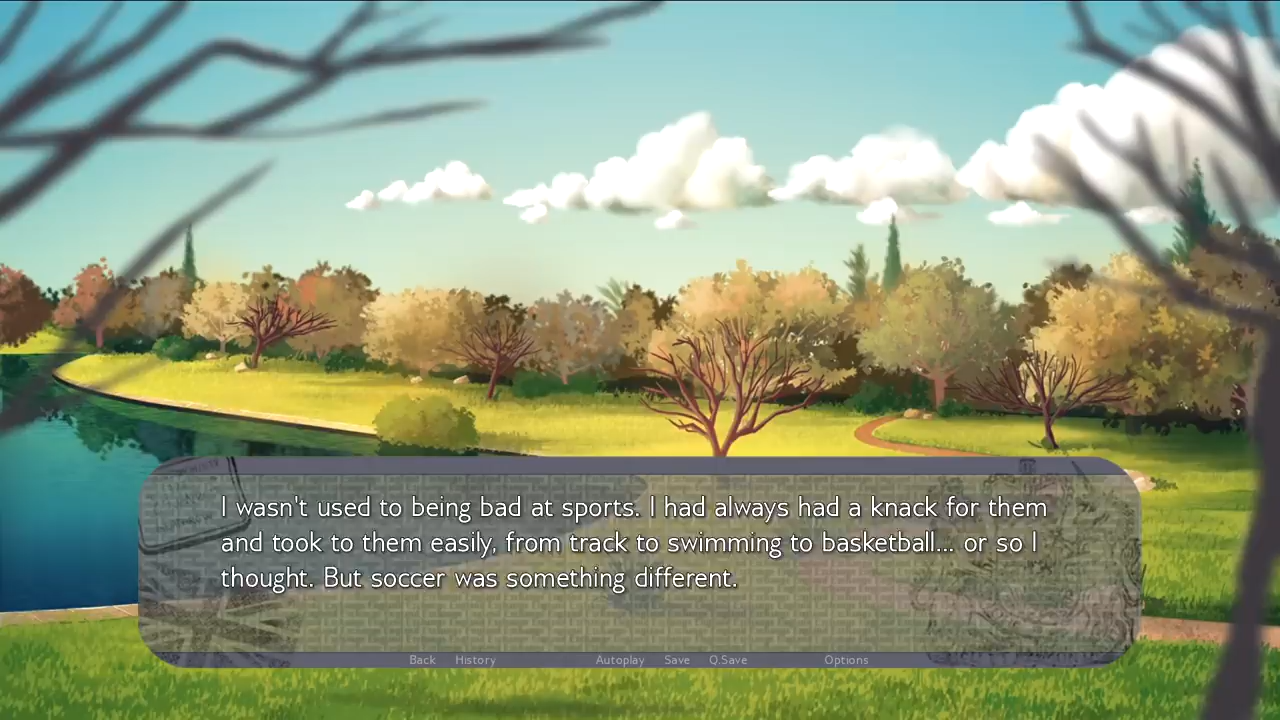 I wasn't used to being bad at sports. I had always had a knack for them
and took to them easily, from track to swimming to basketball... or so I
thought. But soccer was something different.
Back History Autoplay Save Q.Save Options